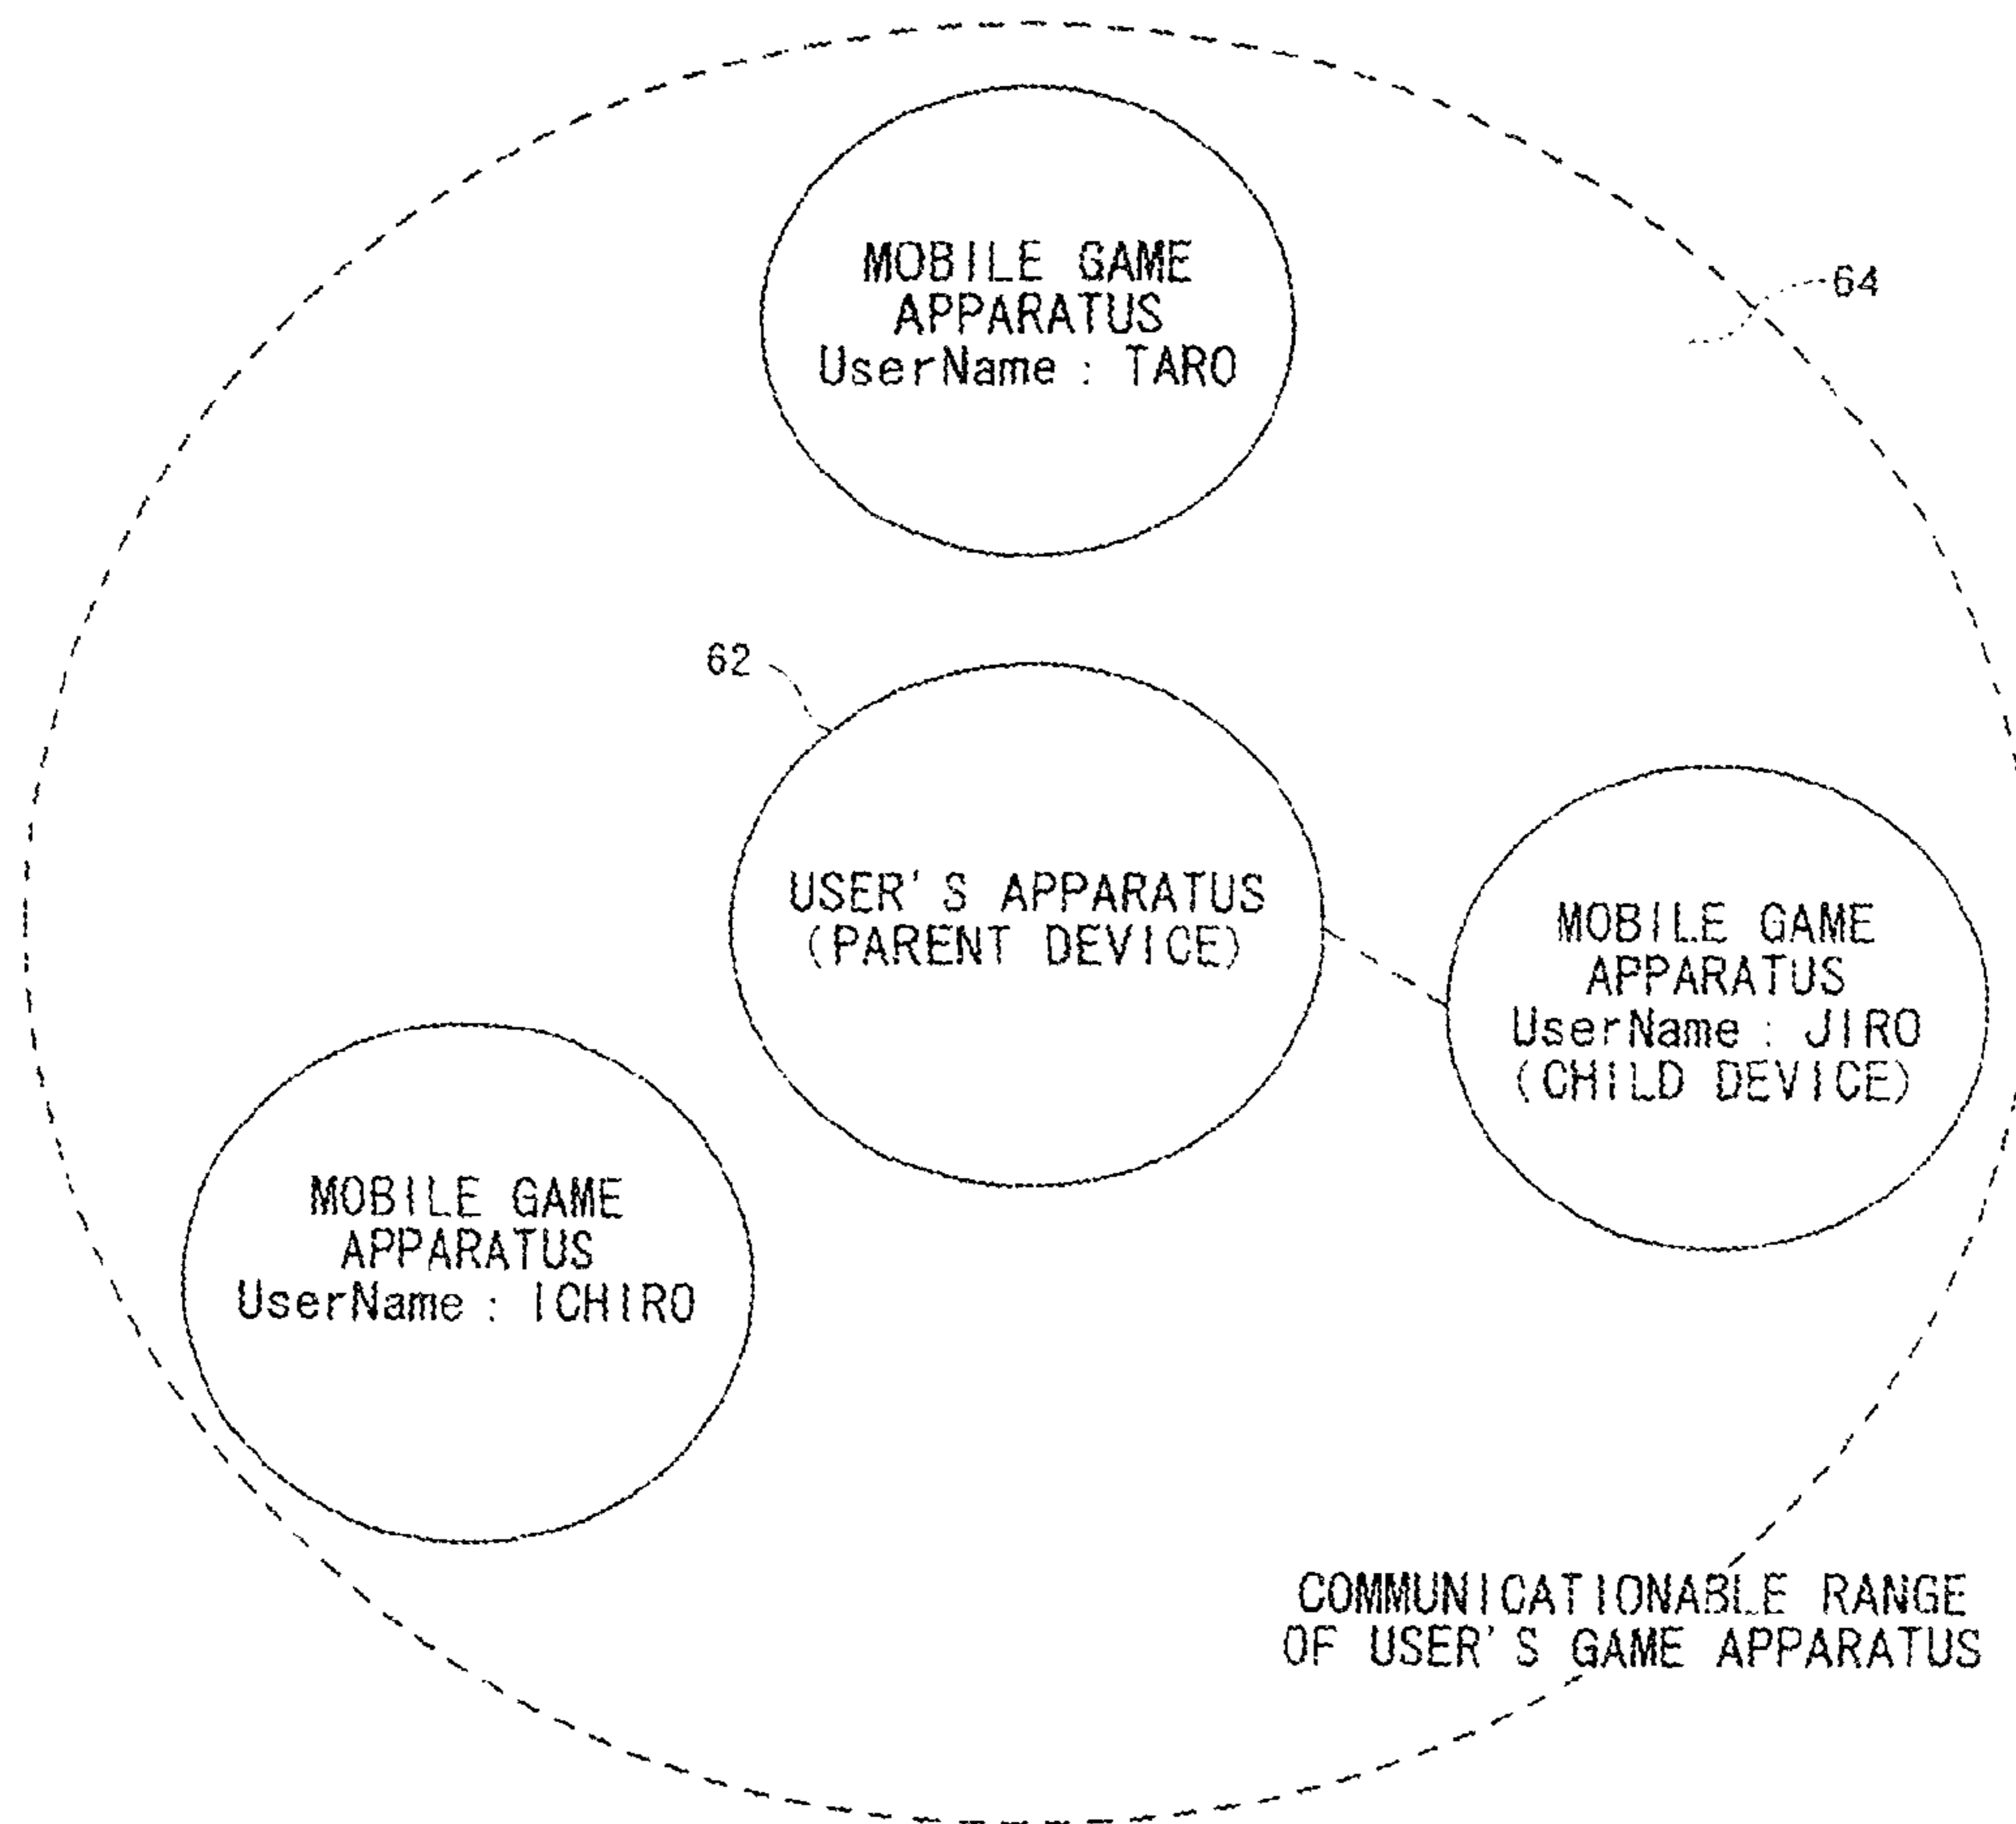 MOBILE GAME
APPARATUS
UserName : TARO
64
62
USER'S APPARATUS
(PARENT DEVICE)
MOBILE GAME
APPARATUS
UserName : JIRO
(CHILD DEVICE)
MOBILE GAME
APPARATUS
UserName : ICHIRO
COMMUNICATIONABLE RANGE
OF USER'S GAME APPARATUS